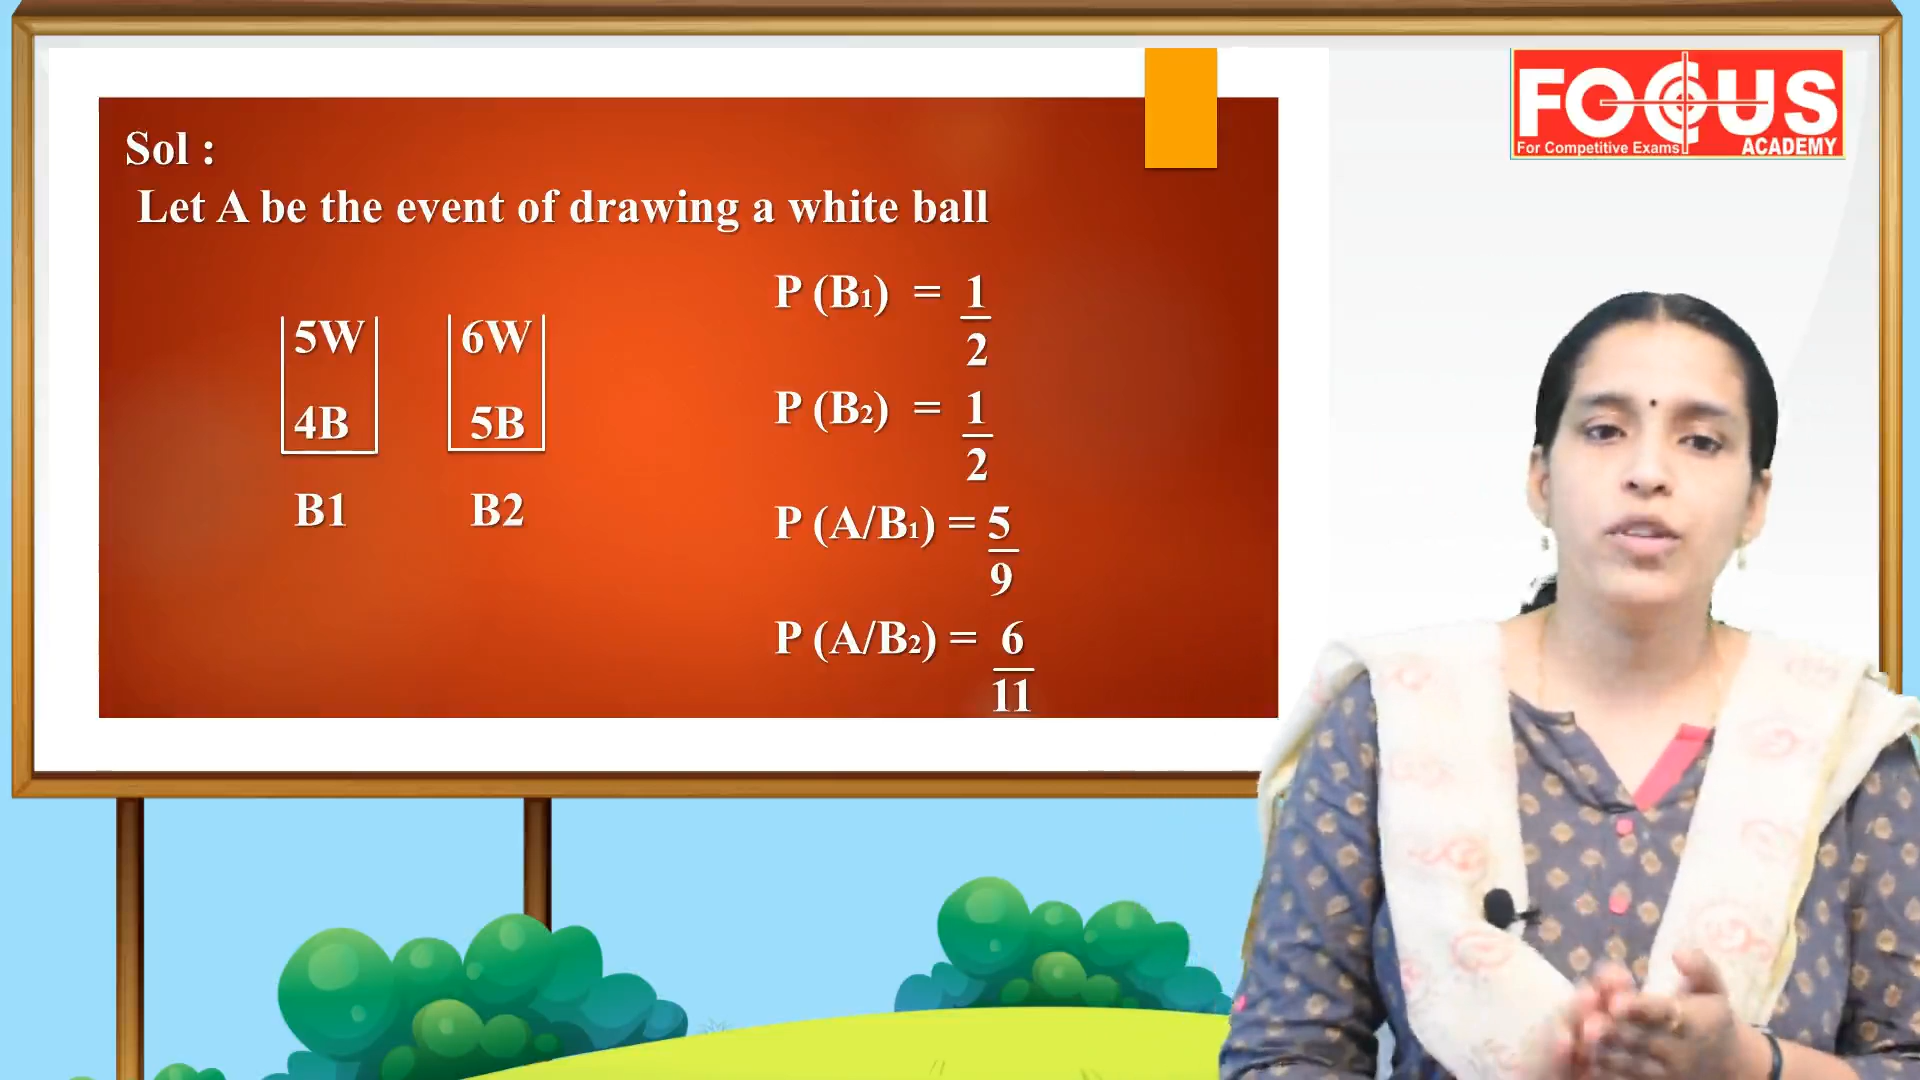 Sol :
Let A be the event of drawing a white ball
5W
4B
B1
6W
5B
B2
P (B₁) = 1
2
P (B₂) = 1
2
P (A/B₁) = 5
9
P (A/B₂) = 6
11
FOCUS
For Competitive Exams
ACADEMY